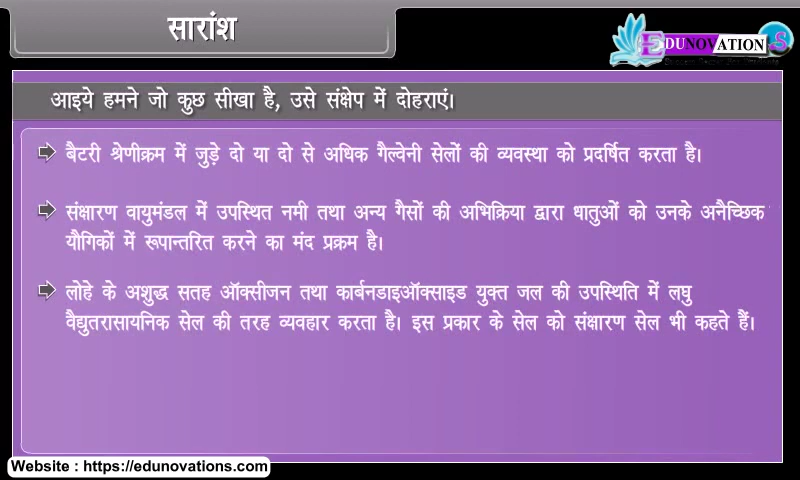 सारांश
EDUNOVATIONS
आइये हमने जो कुछ सीखा है, उसे संक्षेप में दोहराएं।
बैटरी श्रेणीक्रम में जुड़े दो या दो से अधिक गैल्वेनी सेलों की व्यवस्था को प्रदर्षित करता है।
संक्षारण वायुमंडल में उपस्थित नमी तथा अन्य गैसों की अभिक्रिया द्वारा धातुओं को उनके अनैच्छिक
यौगिकों में रूपान्तरित करने का मंद प्रक्रम है।
लोहे के अशुद्ध सतह ऑक्सीजन तथा कार्बनडाइऑक्साइड युक्त जल की उपस्थिति में लघु
वैद्युतरासायनिक सेल की तरह व्यवहार करता है। इस प्रकार के सेल को संक्षारण सेल भी कहते हैं।
Website : https://edunovations.com